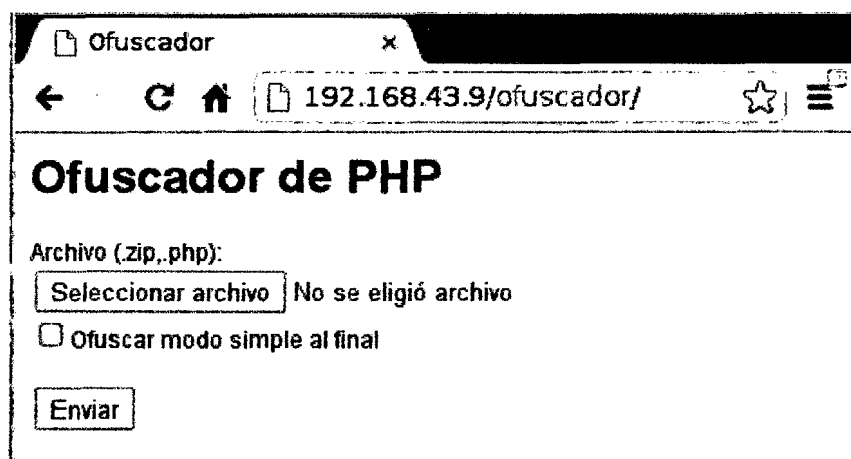 Ofuscador
192.168.43.9/ofuscador/
Ofuscador de PHP
Archivo (.zip,.php):
Seleccionar archivo No se eligió archivo
Ofuscar modo simple al final
Enviar